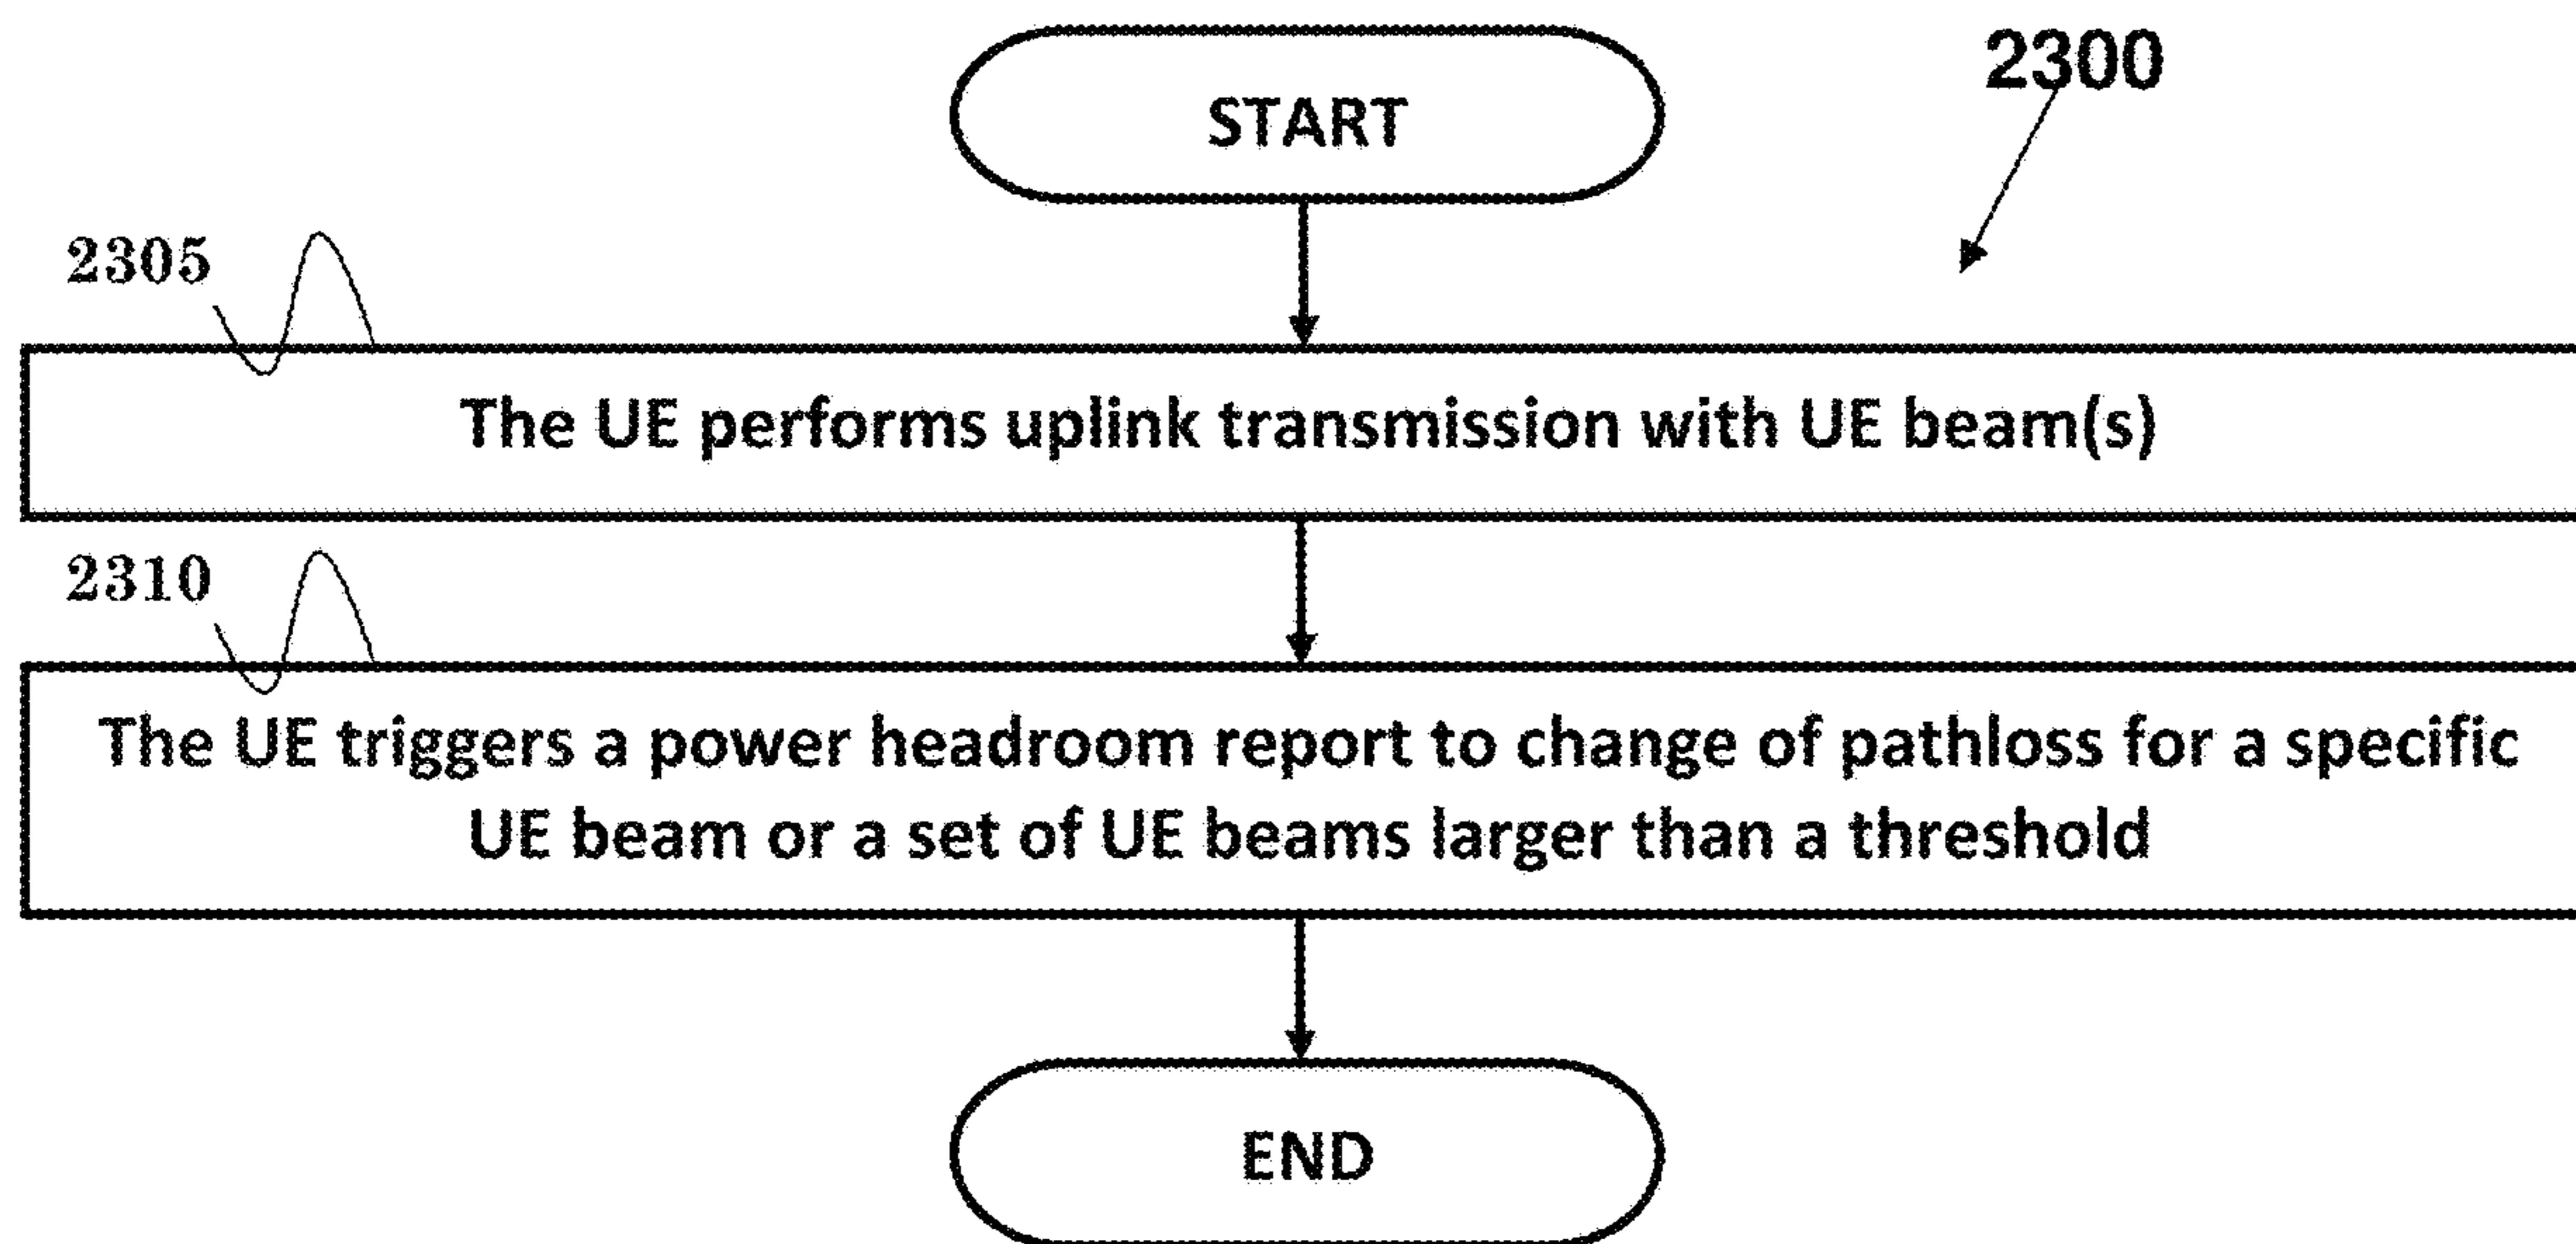 START
2300
2305
The UE performs uplink transmission with UE beam(s)
2310
The UE triggers a power headroom report to change of pathloss for a specific
UE beam or a set of UE beams larger than a threshold
END